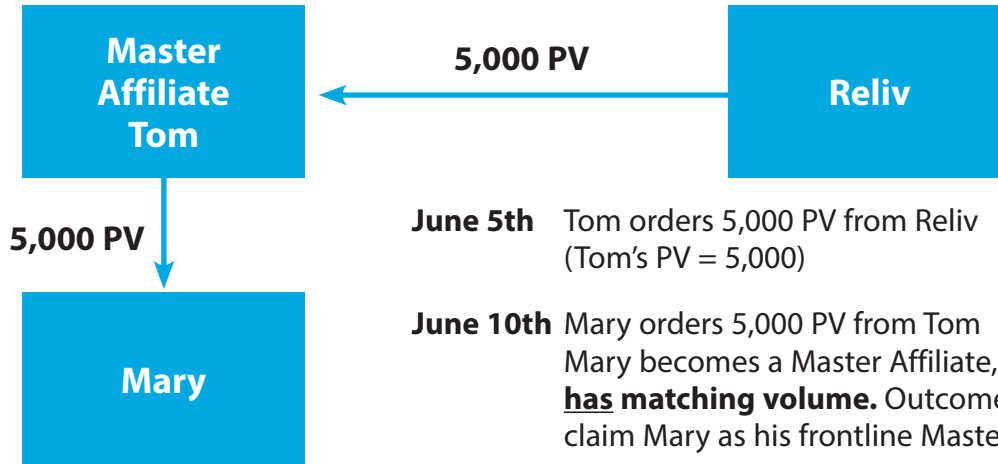 Master
Affiliate
Tom
5,000 PV
Reliv
5,000 PV
June 5th Tom orders 5,000 PV from Reliv
(Tom's PV = 5,000)
June 10th Mary orders 5,000 PV from Tom
Mary becomes a Master Affiliate,
has matching volume. Outcome
claim Mary as his frontline Maste
Mary